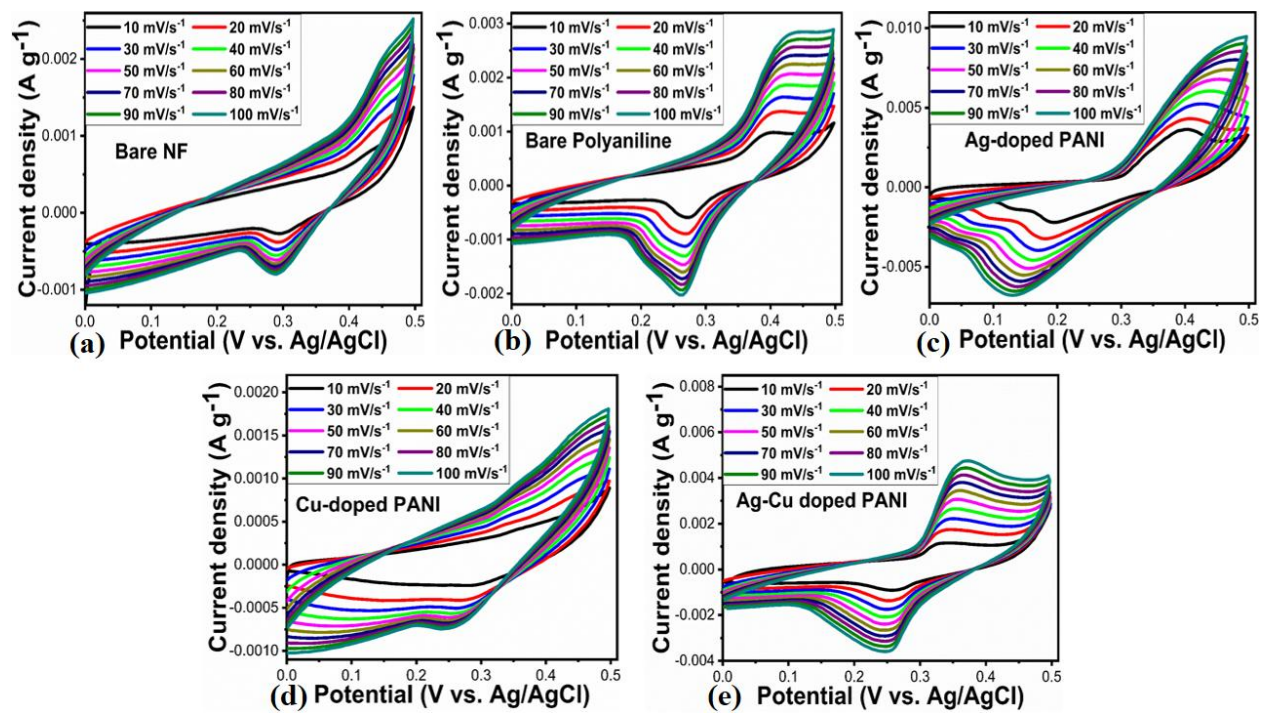 Current density (A g-1)
0.002
0.001
0.000
-0.001
10 mV/s-1 20 mV/s-1
30 mV/s-1 40 mV/s-1
50 mV/s-1 60 mV/s-1
70 mV/s-1 80 mV/s-1
90 mV/s-1 100 mV/s-1
Bare NF
0.0 0.1 0.2 0.3 0.4 0.5
(a) Potential (V vs. Ag/AgCl)
Current density (A g-1)
0.003
0.002
0.001
0.000
-0.001
-0.002
10 mV/s-1 20 mV/s-1
30 mV/s-1 40 mV/s-1
50 mV/s-1 60 mV/s-1
70 mV/s-1 80 mV/s-1
90 mV/s-1 100 mV/s-1
Bare Polyaniline
0.0 0.1 0.2 0.3 0.4 0.5
(b) Potential (V vs. Ag/AgCl)
Current density (A g-1)
0.010
0.005
0.000
-0.005
10 mV/s-1 20 mV/s-1
30 mV/s-1 40 mV/s-1
50 mV/s-1 60 mV/s-1
70 mV/s-1 80 mV/s-1
90 mV/s-1 100 mV/s-1
Ag-doped PANI
0.0 0.1 0.2 0.3 0.4 0.5
(c) Potential (V vs. Ag/AgCl)
Current density (A g-1)
0.0020
0.0015
0.0010
0.0005
0.0000
-0.0005
-0.0010
10 mV/s-1 20 mV/s-1
30 mV/s-1 40 mV/s-1
50 mV/s-1 60 mV/s-1
70 mV/s-1 80 mV/s-1
90 mV/s-1 100 mV/s-1
Cu-doped PANI
0.0 0.1 0.2 0.3 0.4 0.5
(d) Potential (V vs. Ag/AgCl)
Current density (A g-1)
0.008
0.006
0.004
0.002
0.000
-0.002
-0.004
10 mV/s-1 20 mV/s-1
30 mV/s-1 40 mV/s-1
50 mV/s-1 60 mV/s-1
70 mV/s-1 80 mV/s-1
90 mV/s-1 100 mV/s-1
Ag-Cu doped PANI
0.0 0.1 0.2 0.3 0.4 0.5
(e) Potential (V vs. Ag/AgCl)